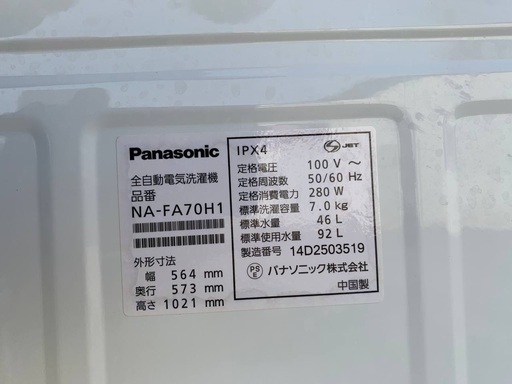 Panasonic
全自動電気洗濯機
品番
NA-FA70H1
外形寸法
幅 564 mm
奥行 573 mm
高さ 1021 mm
IPX4
S JET
定格電圧 100 V ～
定格周波数 50/60 Hz
定格消費電力 280 W
標準洗濯容量 7.0 kg
標準水量 46 L
標準使用水量 92 L
製造番号 14D2503519
PS E パナソニック株式会社
中国製